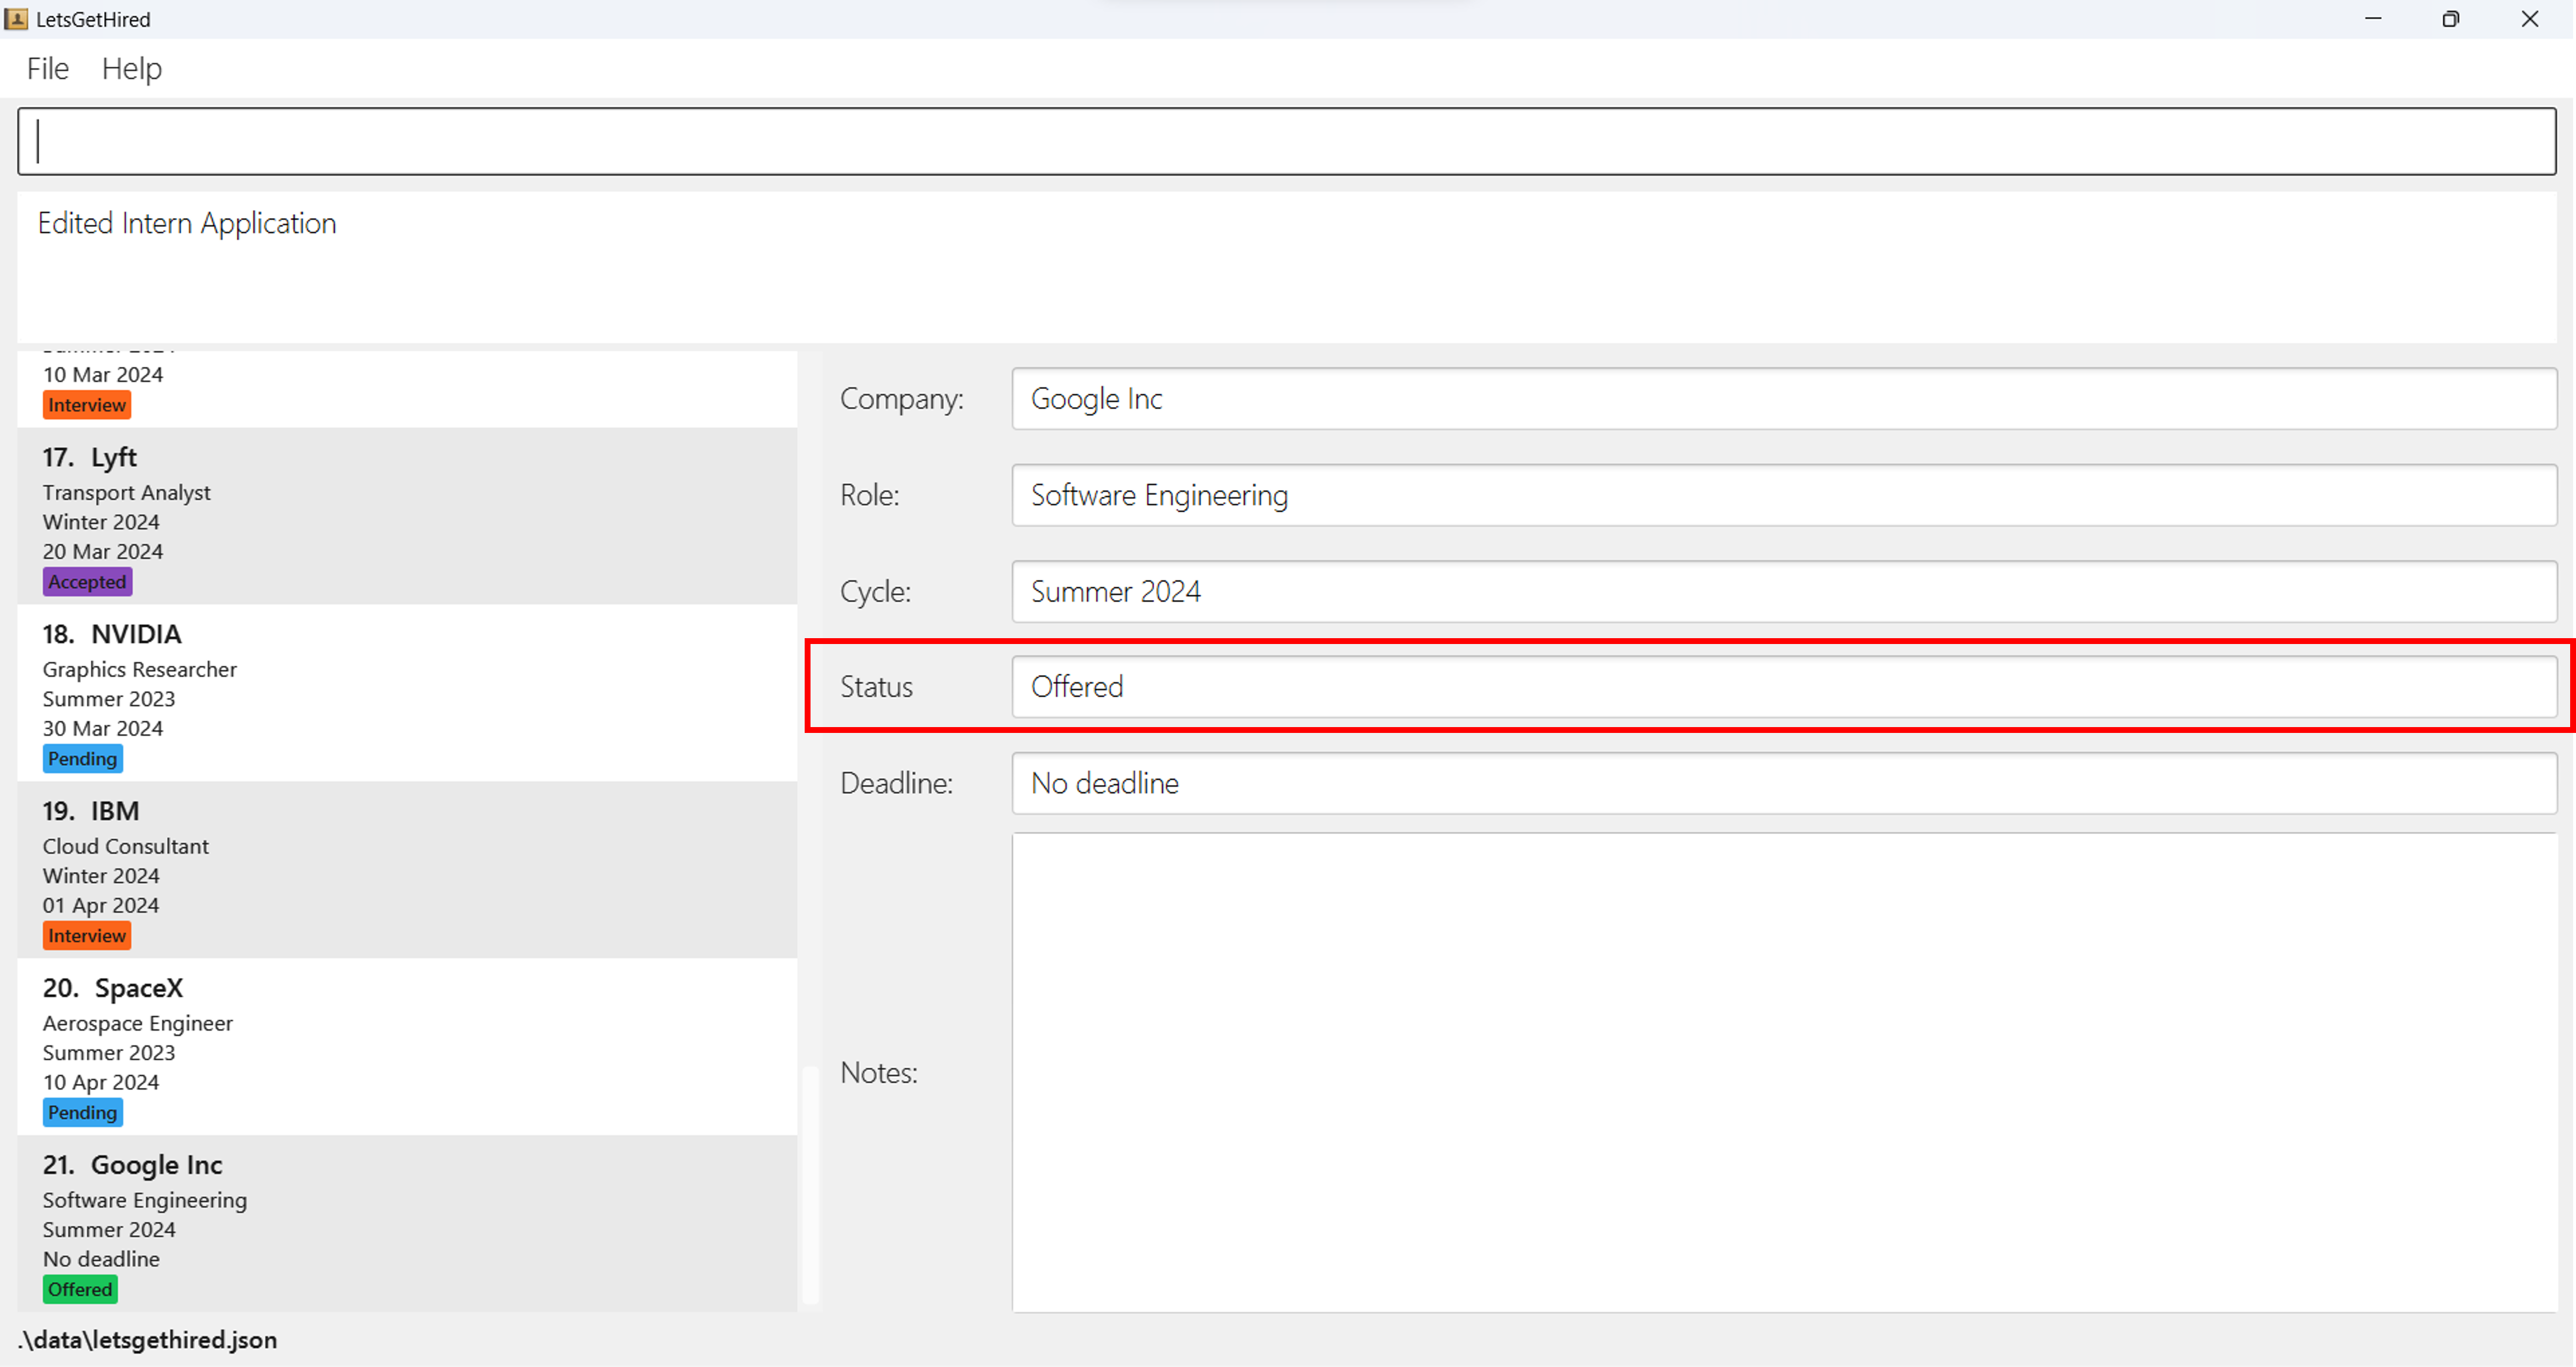 LetsGetHired
File Help
Edited Intern Application
10 Mar 2024
Interview
17. Lyft
Transport Analyst
Winter 2024
20 Mar 2024
Accepted
18. NVIDIA
Graphics Researcher
Summer 2023
30 Mar 2024
Pending
19. IBM
Cloud Consultant
Winter 2024
01 Apr 2024
Interview
20. SpaceX
Aerospace Engineer
Summer 2023
10 Apr 2024
Pending
21. Google Inc
Software Engineering
Summer 2024
No deadline
Offered
Company: Google Inc
Role: Software Engineering
Cycle: Summer 2024
Status Offered
Deadline: No deadline
Notes:
.\data\letsgethired.json